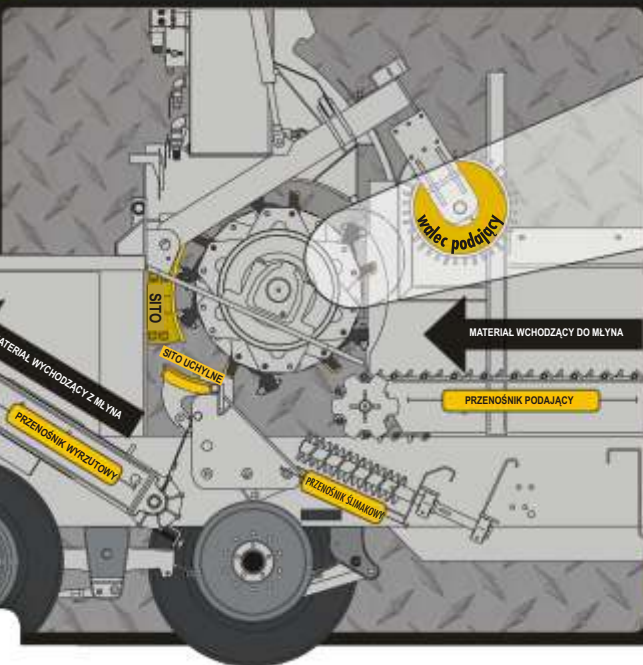 walec podający
SITO
MATERIAŁ WCHODZĄCY DO MŁYNA
SITO UCHYLNE
MATERIAŁ WYCHODZĄCY Z MŁYNA
PRZENOŚNIK PODAJĄCY
PRZENOŚNIK WYRZUTOWY
PRZENOŚNIK ŚLIMAKOWY